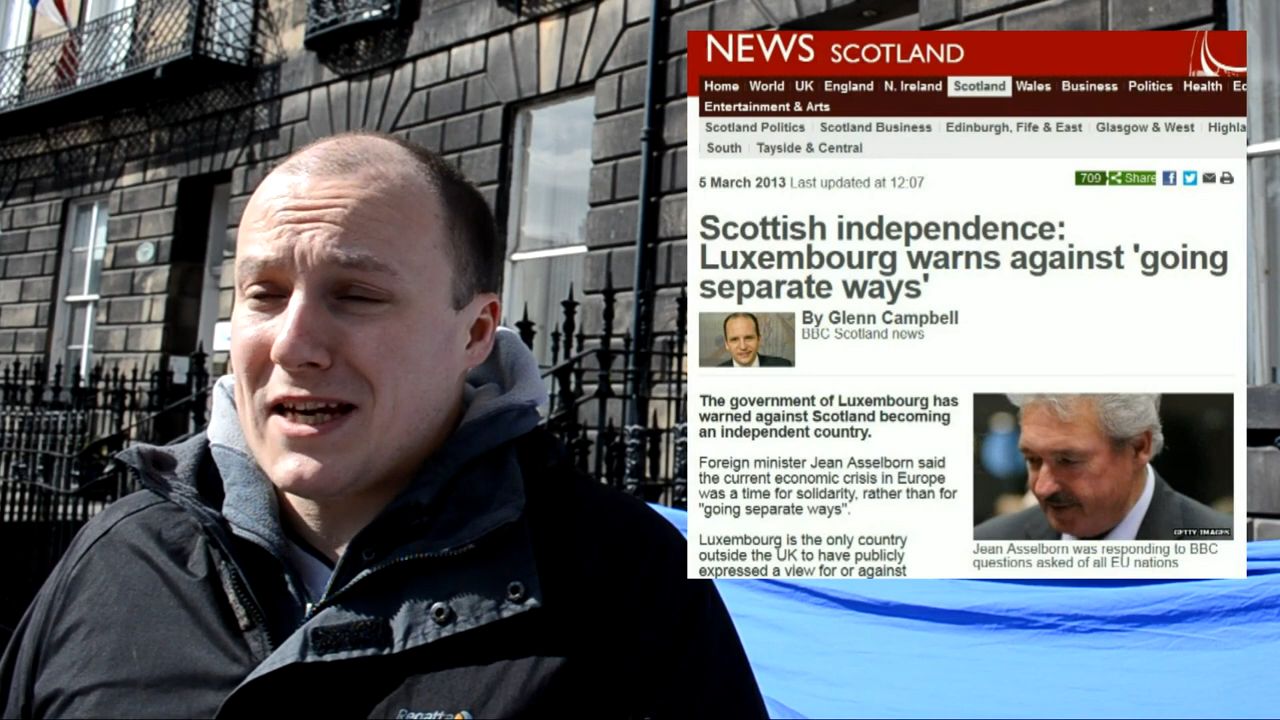 NEWS SCOTLAND
Home World UK England N. Ireland Scotland Wales Business Politics Health
Entertainment & Arts
Scotland Politics Scotland Business Edinburgh, Fife & East Glasgow & West
South Tayside & Central
5 March 2013 Last updated at 12:07
709 Share
Scottish independence:
Luxembourg warns against 'going
separate ways'
By Glenn Campbell
BBC Scotland news
The government of Luxembourg has
warned against Scotland becoming
an independent country.
Foreign minister Jean Asselborn said
the current economic crisis in Europe
was a time for solidarity, rather than for
"going separate ways".
Luxembourg is the only country
outside the UK to have publicly
expressed a view for or against
GETTY IMAGES
Jean Asselborn was responding to BBC
questions asked of all EU nations
Regatta